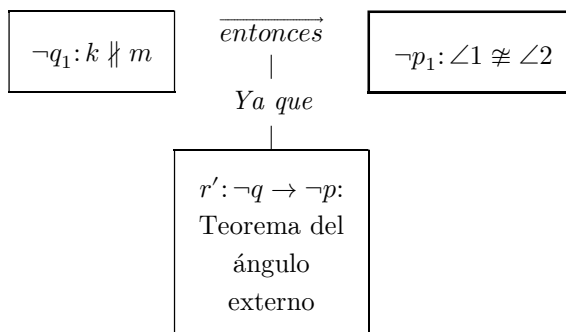 ¬q₁: k ∦ m
entonces
¬p₁: ∠1 ≇ ∠2
Ya que
r′: ¬q → ¬p:
Teorema del
ángulo
externo